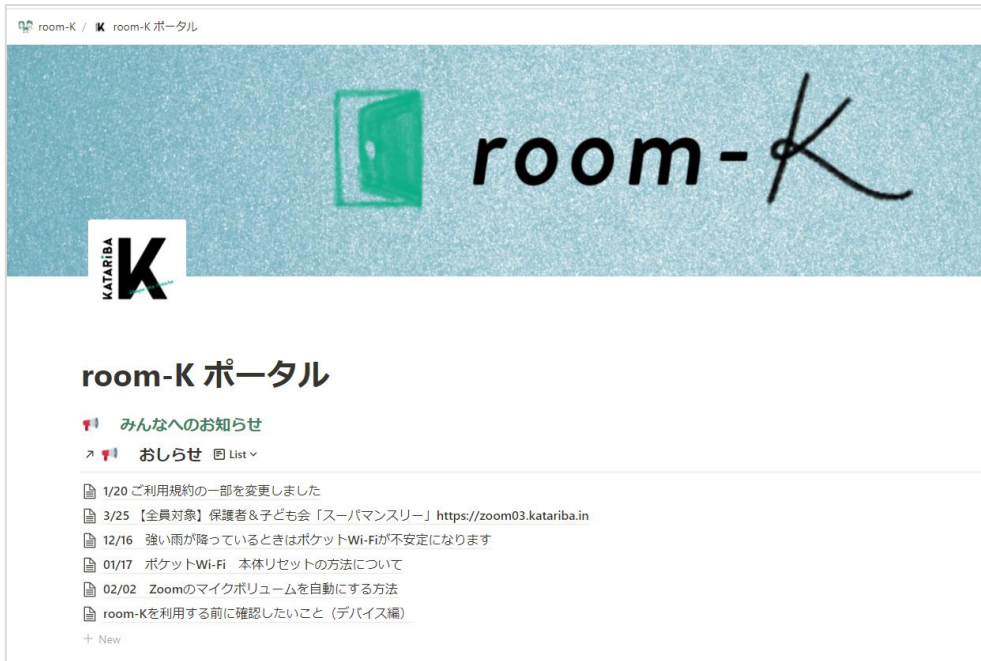 room-K / room-K ポータル
room-K
KATARiBA
K
room-K ポータル
みんなへのお知らせ
おしらせ List
1/20 ご利用規約の一部を変更しました
3/25 【全員対象】保護者&子ども会「スーパマンスリー」https://zoom03.katariba.in
12/16 強い雨が降っているときはポケットWi-Fiが不安定になります
01/17 ポケットWi-Fi 本体リセットの方法について
02/02 Zoomのマイクボリュームを自動にする方法
room-Kを利用する前に確認したいこと（デバイス編）
+ New